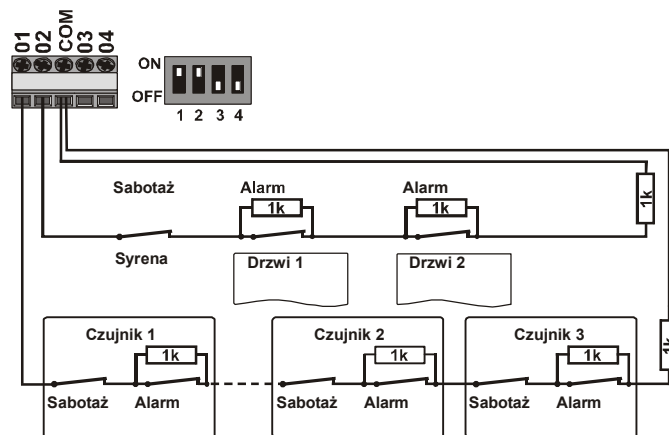 01 02 COM 03 04
ON
OFF
1 2 3 4
Sabotaż
Alarm
Alarm
1k
1k
1k
Syrena
Drzwi 1
Drzwi 2
Czujnik 1
Czujnik 2
Czujnik 3
1k
1k
1k
1k
Sabotaż
Alarm
Sabotaż
Alarm
Sabotaż
Alarm